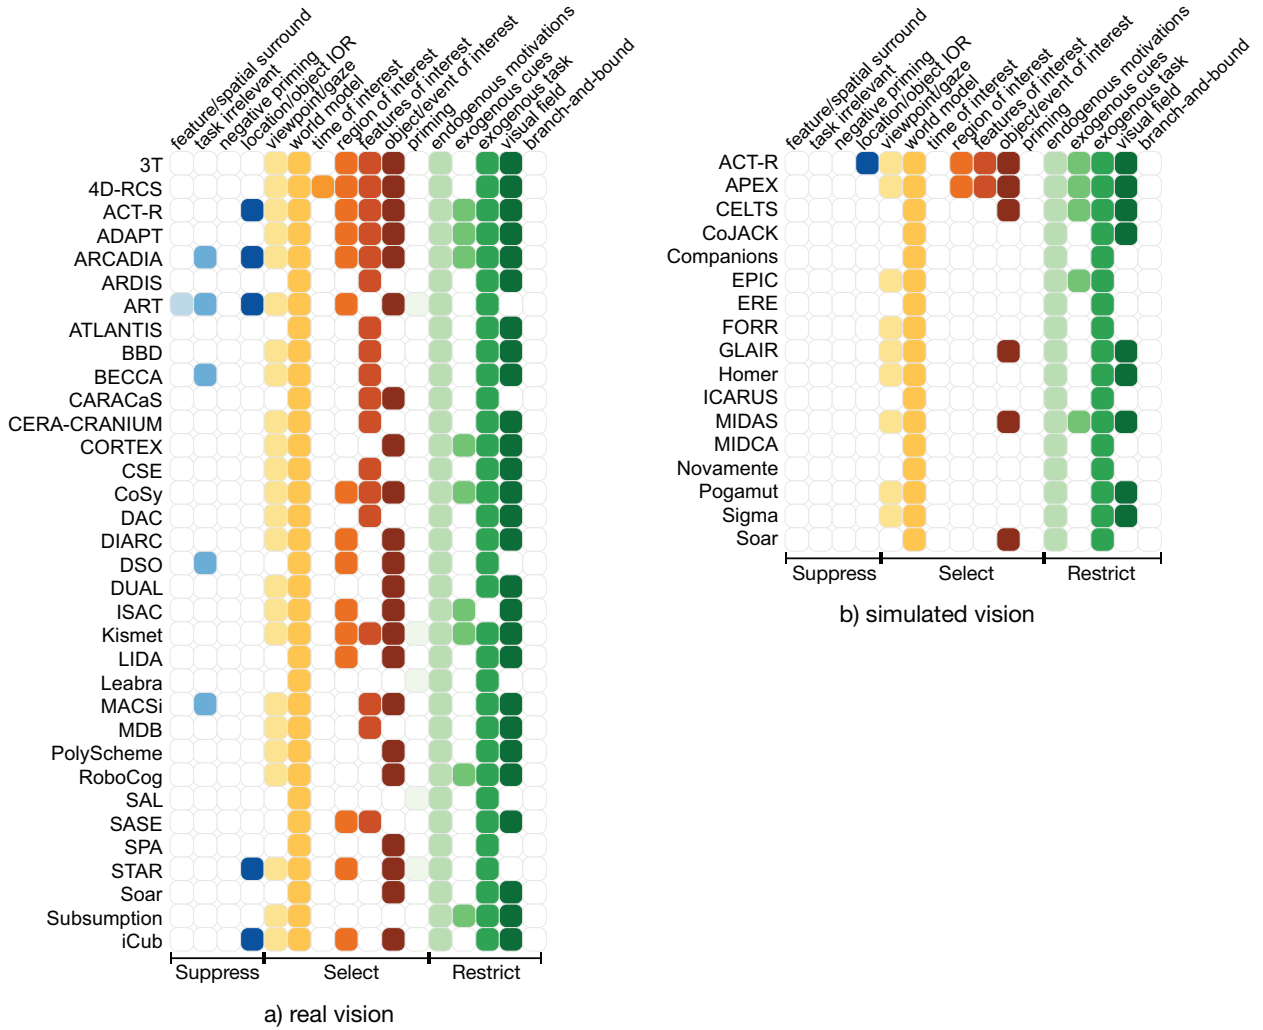 feature/spatial surround
task irrelevant
negative priming
location/object IOR
viewpoint/gaze
world model
time of interest
region of interest
features of interest
object/event of interest
priming
endogenous motivations
exogenous cues
exogenous task
visual field
branch-and-bound
3T
4D-RCS
ACT-R
ADAPT
ARCADIA
ARDIS
ART
ATLANTIS
BBD
BECCA
CARACaS
CERA-CRANIUM
CORTEX
CSE
CoSy
DAC
DIARC
DSO
DUAL
ISAC
Kismet
LIDA
Leabra
MACSi
MDB
PolyScheme
RoboCog
SAL
SASE
SPA
STAR
Soar
Subsumption
iCub
Suppress
Select
Restrict
a) real vision
feature/spatial surround
task irrelevant
negative priming
location/object IOR
viewpoint/gaze
world model
time of interest
region of interest
features of interest
object/event of interest
priming
endogenous motivations
exogenous cues
exogenous task
visual field
branch-and-bound
ACT-R
APEX
CELTS
CoJACK
Companions
EPIC
ERE
FORR
GLAIR
Homer
ICARUS
MIDAS
MIDCA
Novamente
Pogamut
Sigma
Soar
Suppress
Select
Restrict
b) simulated vision